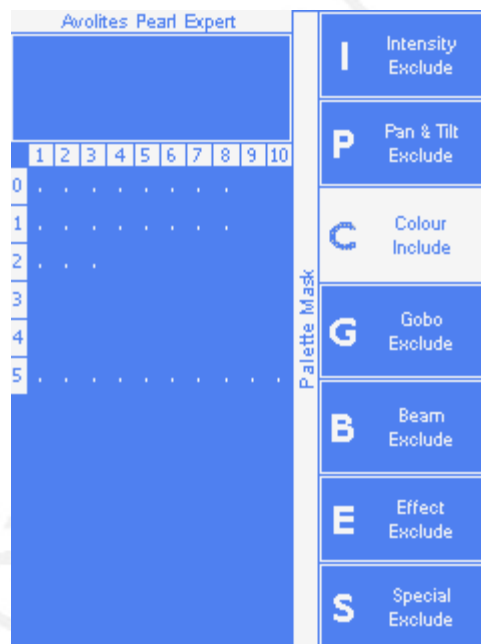 Avolites Pearl Expert
1 2 3 4 5 6 7 8 9 10
0 . . . . . . . .
1 . . . . . . . .
2 . . .
3
4
5 . . . . . . . . . .
Palette Mask
I Intensity
Exclude
P Pan & Tilt
Exclude
C Colour
Include
G Gobo
Exclude
B Beam
Exclude
E Effect
Exclude
S Special
Exclude